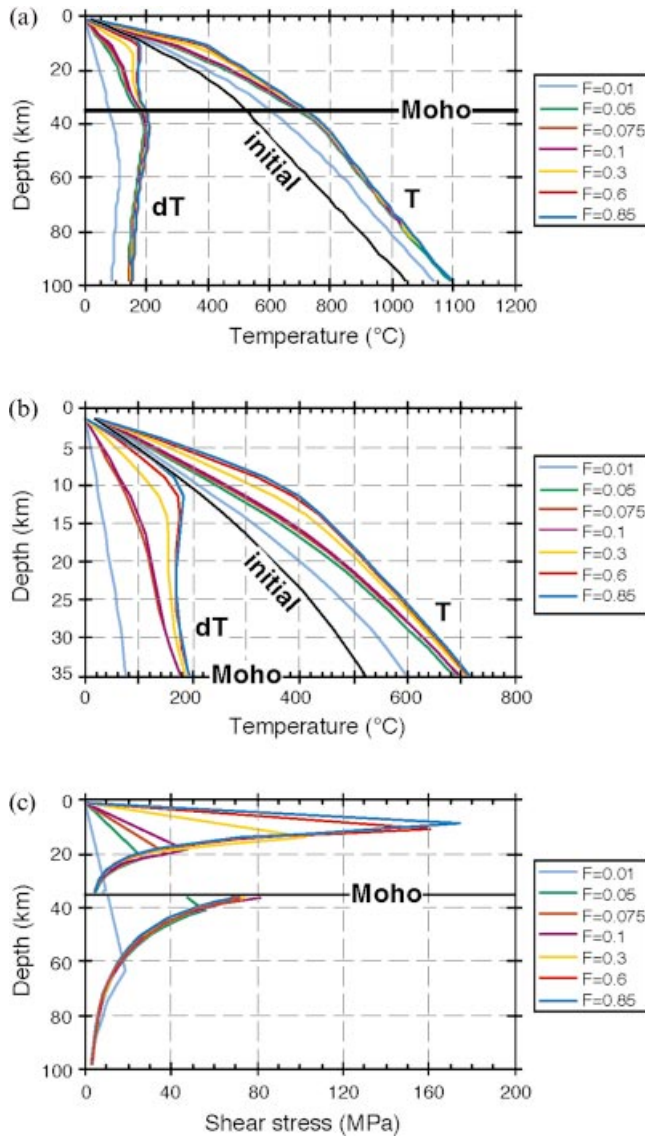 (a)
0
20
40
60
80
100
Depth (km)
Moho
initial
dT
T
0 200 400 600 800 1000 1100 1200
Temperature (°C)
F=0.01
F=0.05
F=0.075
F=0.1
F=0.3
F=0.6
F=0.85
(b)
0
5
10
15
20
25
30
35
Depth (km)
initial
dT
T
Moho
0 200 400 600 800
Temperature (°C)
F=0.01
F=0.05
F=0.075
F=0.1
F=0.3
F=0.6
F=0.85
(c)
0
20
40
60
80
100
Depth (km)
Moho
0 40 80 120 160 200
Shear stress (MPa)
F=0.01
F=0.05
F=0.075
F=0.1
F=0.3
F=0.6
F=0.85